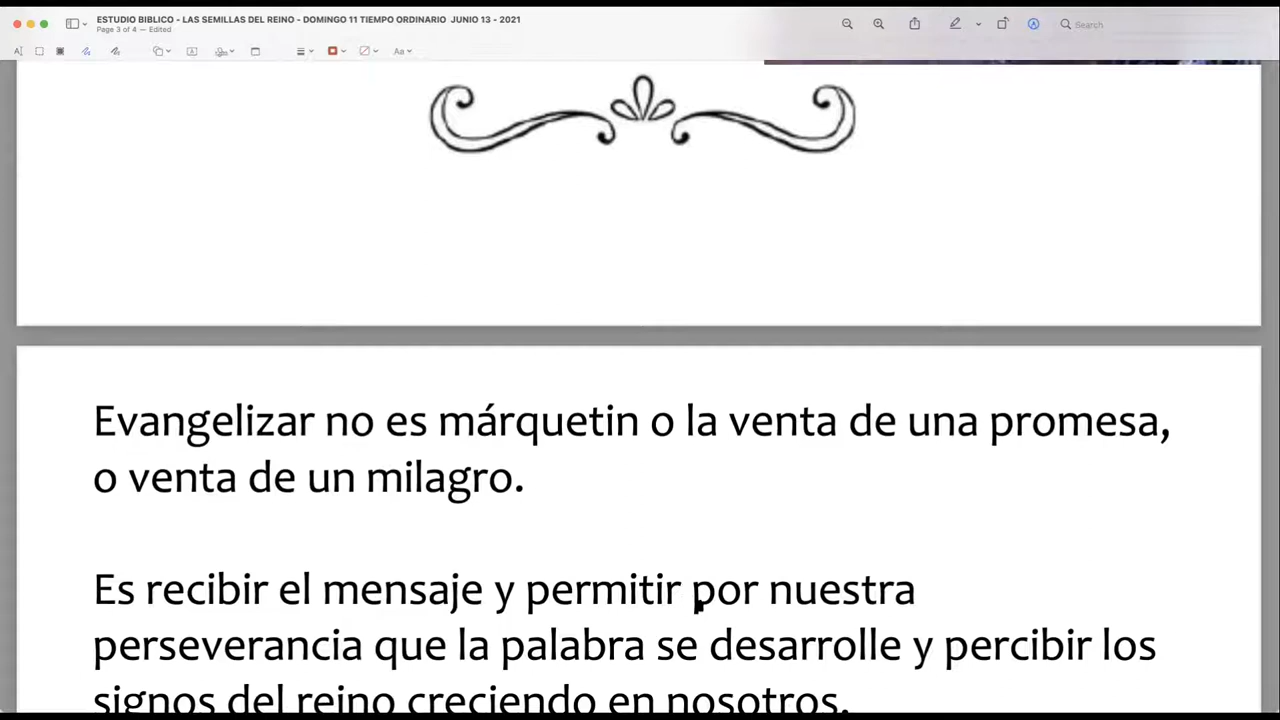 ESTUDIO BIBLICO - LAS SEMILLAS DEL REINO - DOMINGO 11 TIEMPO ORDINARIO JUNIO 13 - 2021
Page 3 of 4 — Edited
Search
Aa
Evangelizar no es márquetin o la venta de una promesa,
o venta de un milagro.
Es recibir el mensaje y permitir por nuestra
perseverancia que la palabra se desarrolle y percibir los
signos del reino creciendo en nosotros.